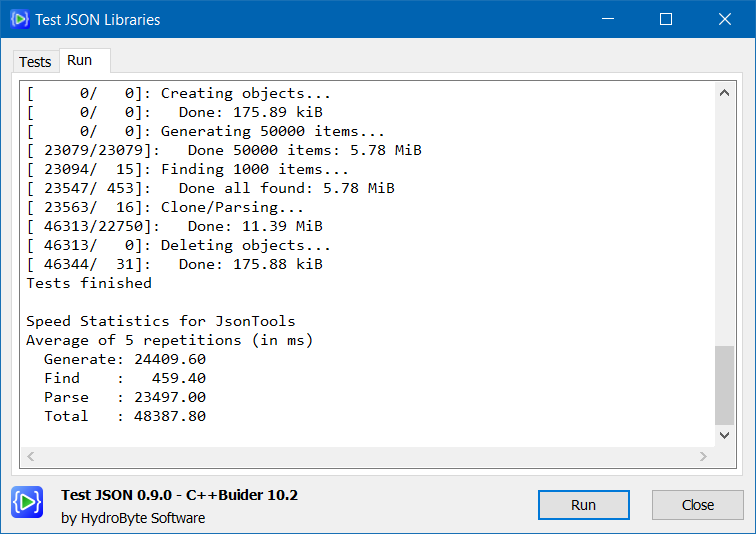 Test JSON Libraries
Tests
Run
[     0/   0]: Creating objects...
[     0/   0]:   Done: 175.89 kiB
[     0/   0]: Generating 50000 items...
[ 23079/23079]:   Done 50000 items: 5.78 MiB
[ 23094/  15]: Finding 1000 items...
[ 23547/ 453]:   Done all found: 5.78 MiB
[ 23563/  16]: Clone/Parsing...
[ 46313/22750]:   Done: 11.39 MiB
[ 46313/   0]: Deleting objects...
[ 46344/  31]:   Done: 175.88 kiB
Tests finished

Speed Statistics for JsonTools
Average of 5 repetitions (in ms)
  Generate: 24409.60
  Find    :   459.40
  Parse   : 23497.00
  Total   : 48387.80
Test JSON 0.9.0 - C++Buider 10.2
by HydroByte Software
Run
Close